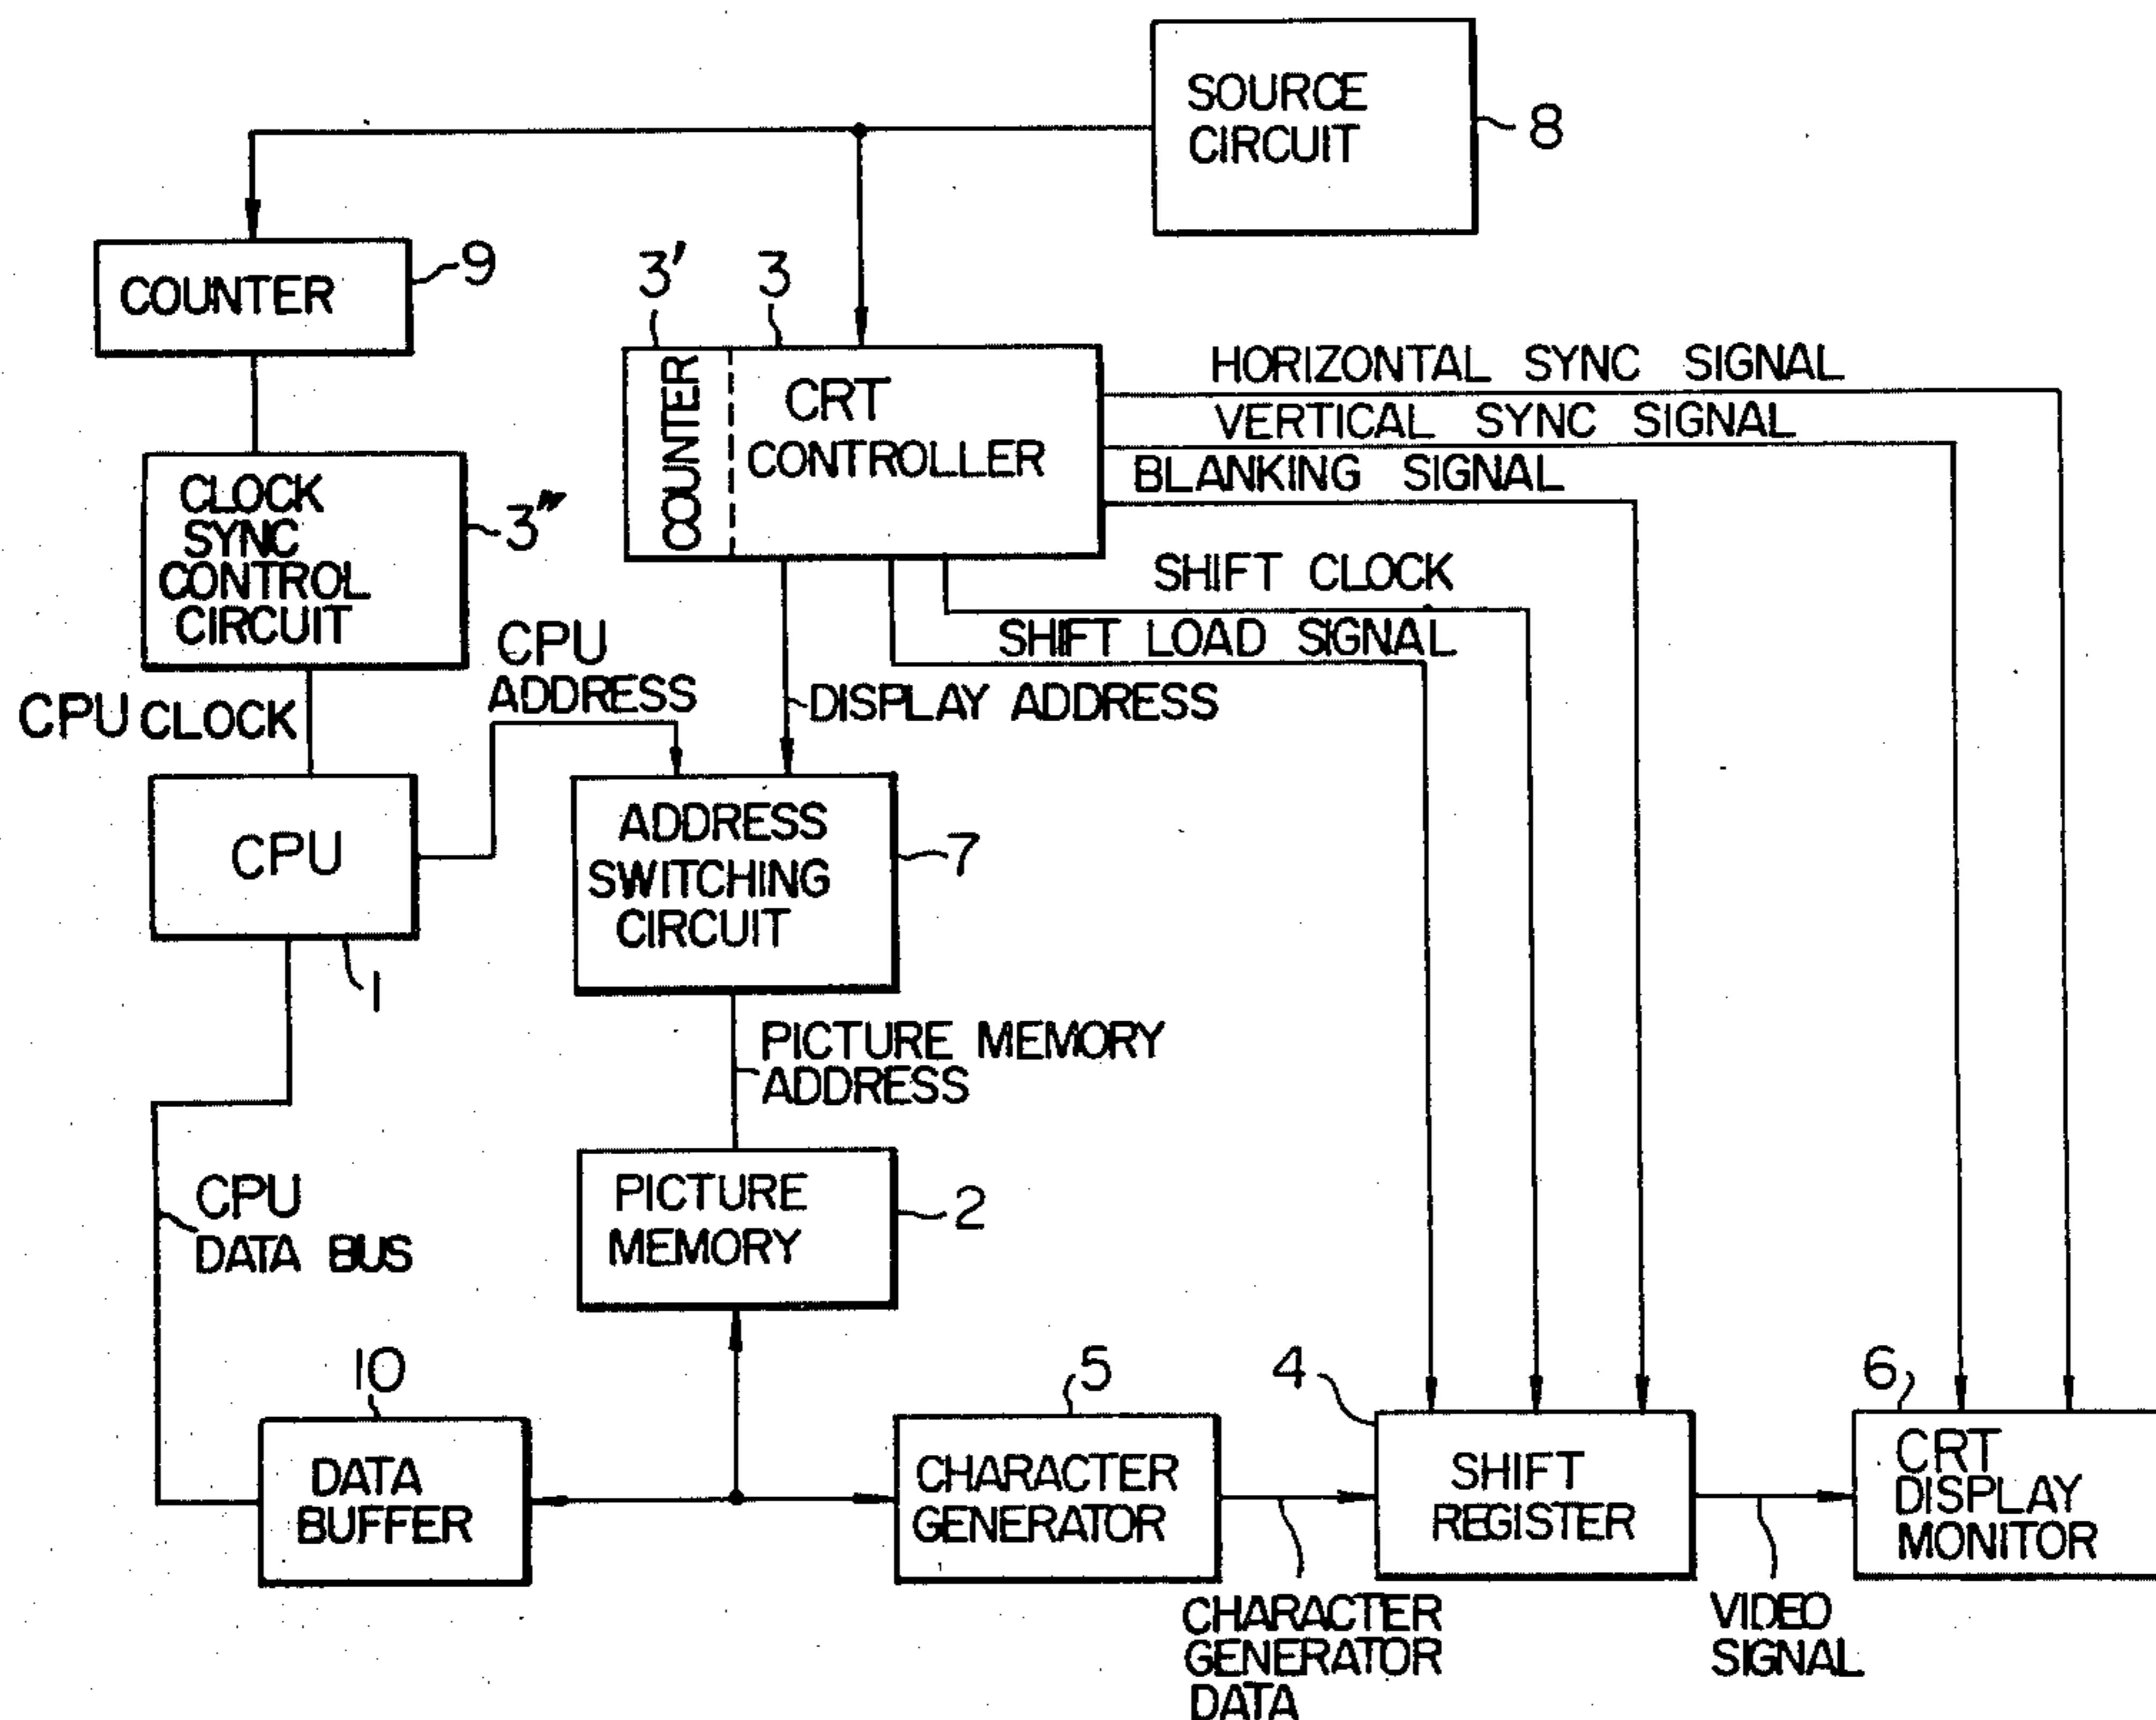 SOURCE
CIRCUIT
8
COUNTER
9
3'
3
COUNTER
CRT
CONTROLLER
HORIZONTAL SYNC SIGNAL
VERTICAL SYNC SIGNAL
BLANKING SIGNAL
CLOCK
SYNC
CONTROL
CIRCUIT
3"
SHIFT CLOCK
SHIFT LOAD SIGNAL
CPU
ADDRESS
DISPLAY ADDRESS
CPU CLOCK
CPU
1
ADDRESS
SWITCHING
CIRCUIT
7
PICTURE MEMORY
ADDRESS
PICTURE
MEMORY
2
CPU
DATA BUS
10
DATA
BUFFER
5
CHARACTER
GENERATOR
4
SHIFT
REGISTER
6
CRT
DISPLAY
MONITOR
CHARACTER
GENERATOR
DATA
VIDEO
SIGNAL